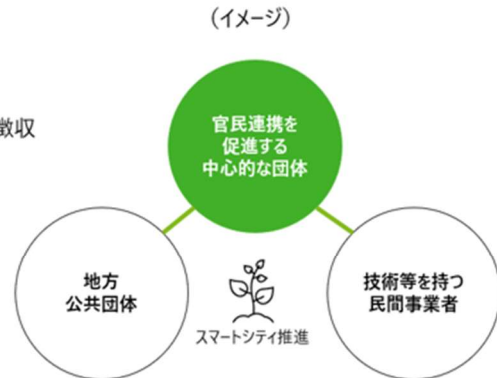 (イメージ)
徴収
官民連携を
促進する
中心的な団体
地方
公共団体
技術等を持つ
民間事業者
スマートシティ推進